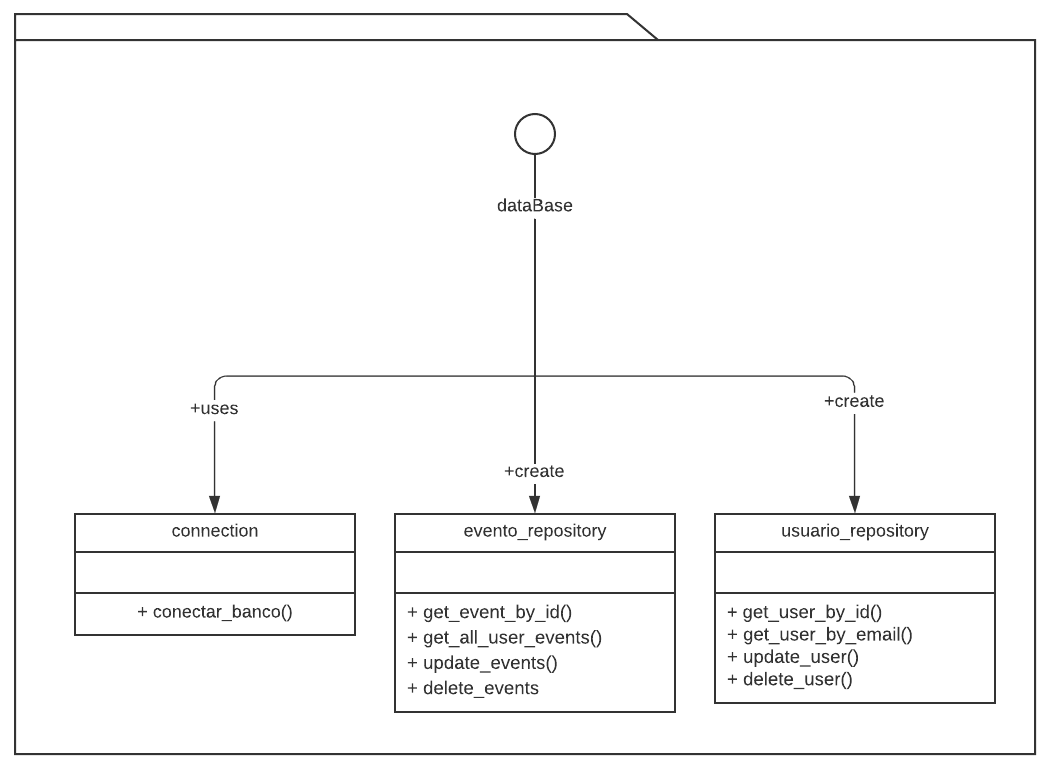 dataBase
+uses
+create
+create
connection
+ conectar_banco()
evento_repository
+ get_event_by_id()
+ get_all_user_events()
+ update_events()
+ delete_events
usuario_repository
+ get_user_by_id()
+ get_user_by_email()
+ update_user()
+ delete_user()